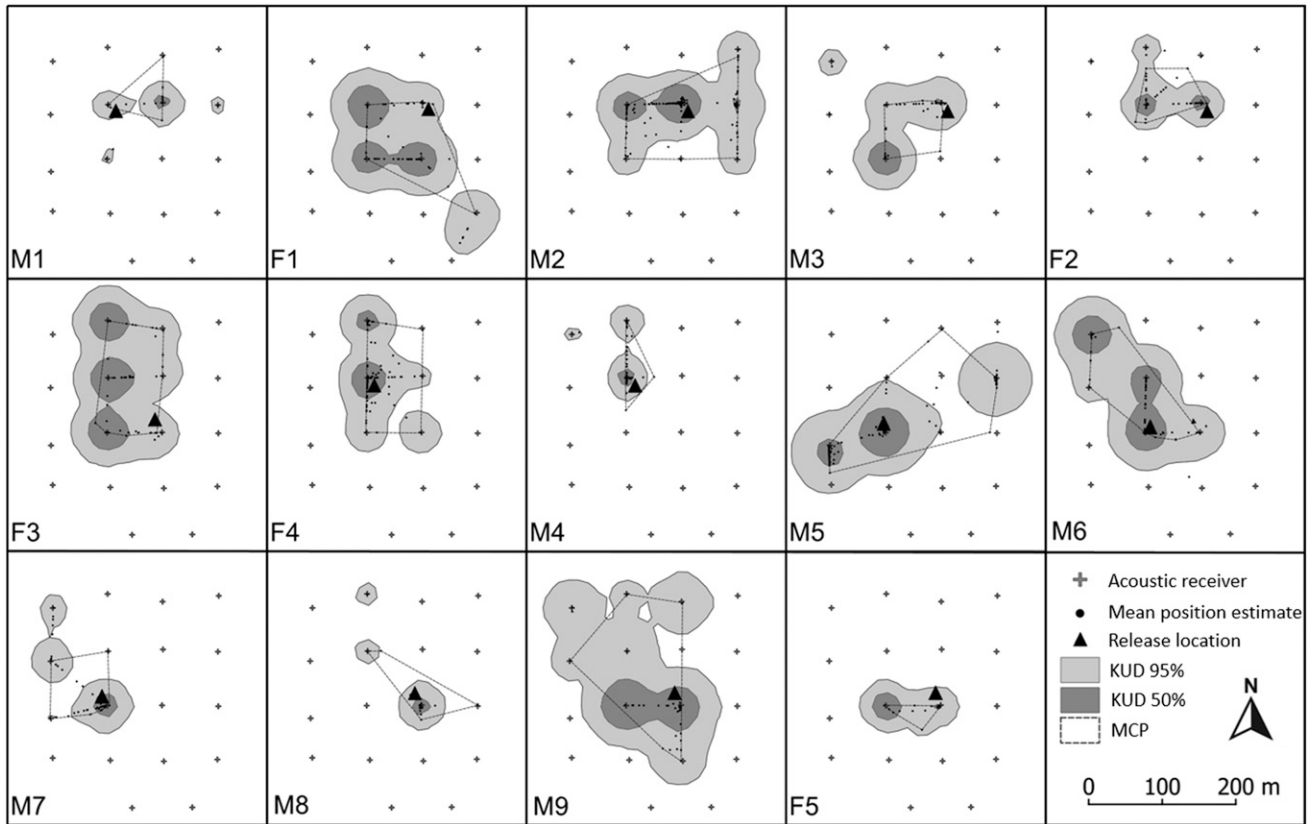 M1
F1
M2
M3
F2
F3
F4
M4
M5
M6
M7
M8
M9
F5
Acoustic receiver
Mean position estimate
Release location
KUD 95%
KUD 50%
MCP
N
0 100 200 m